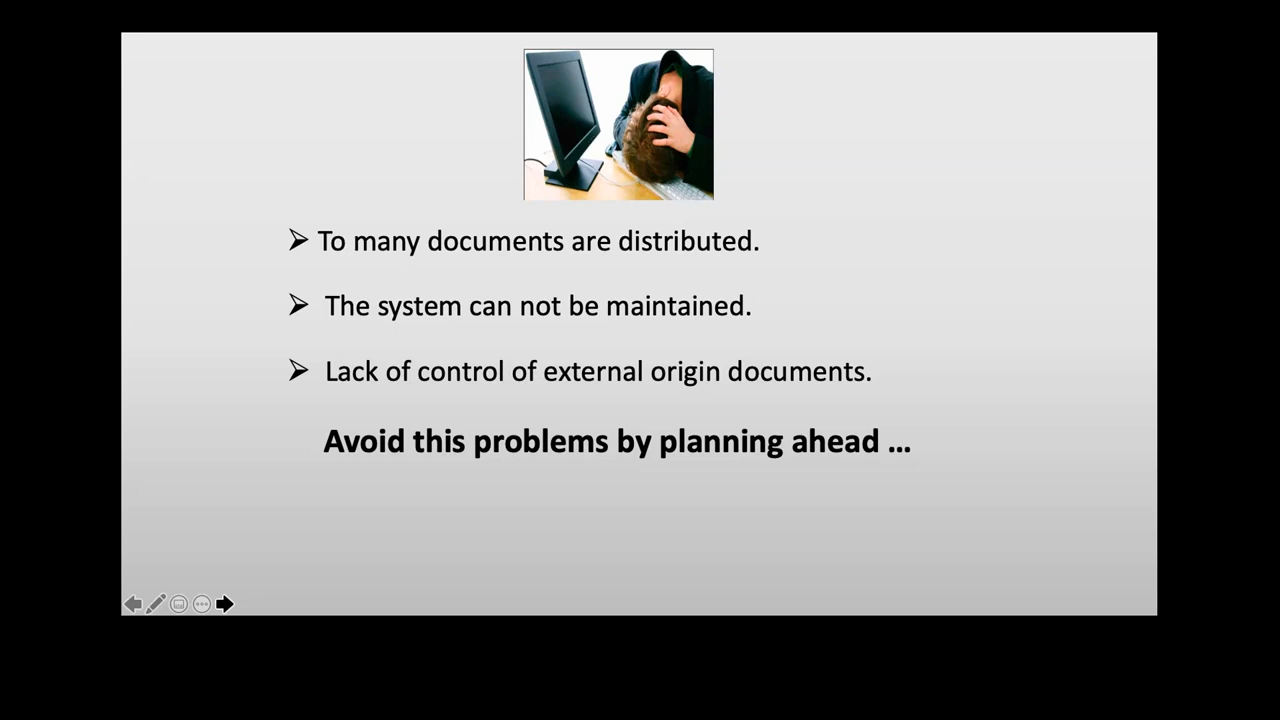 To many documents are distributed.
The system can not be maintained.
Lack of control of external origin documents.
Avoid this problems by planning ahead ...